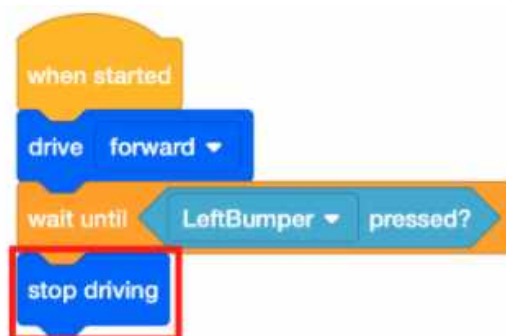 when started
drive forward
wait until LeftBumper pressed?
stop driving